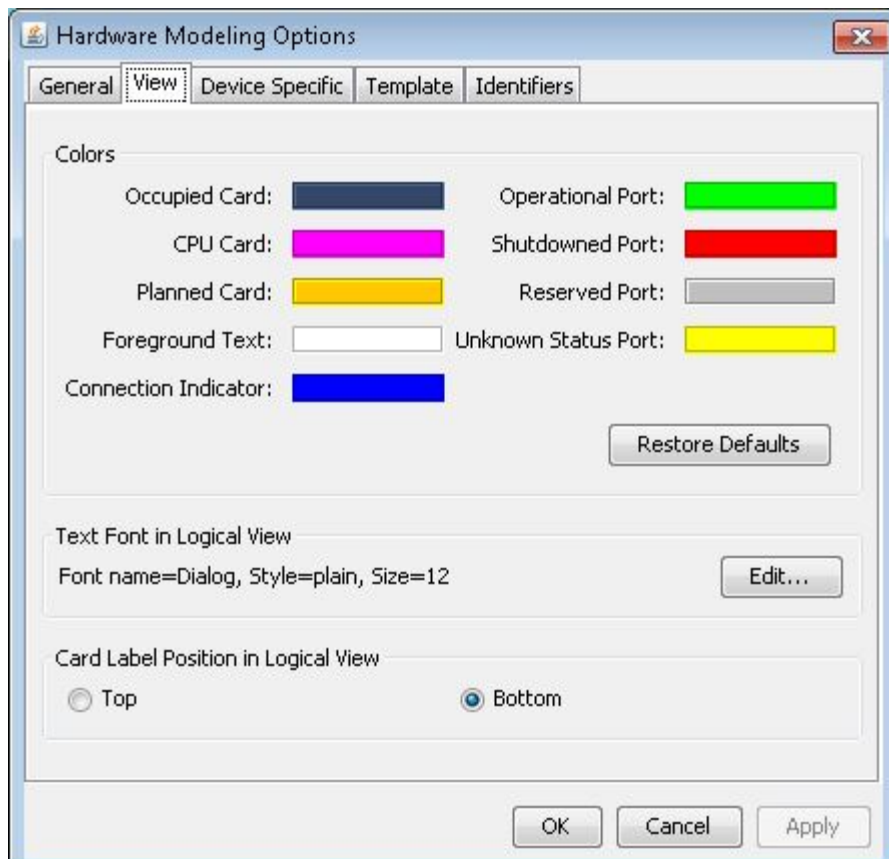 Hardware Modeling Options
General View Device Specific Template Identifiers
Colors
Occupied Card: Operational Port:
CPU Card: Shutdowned Port:
Planned Card: Reserved Port:
Foreground Text: Unknown Status Port:
Connection Indicator:
Restore Defaults
Text Font in Logical View
Font name=Dialog, Style=plain, Size=12 Edit...
Card Label Position in Logical View
Top Bottom
OK Cancel Apply